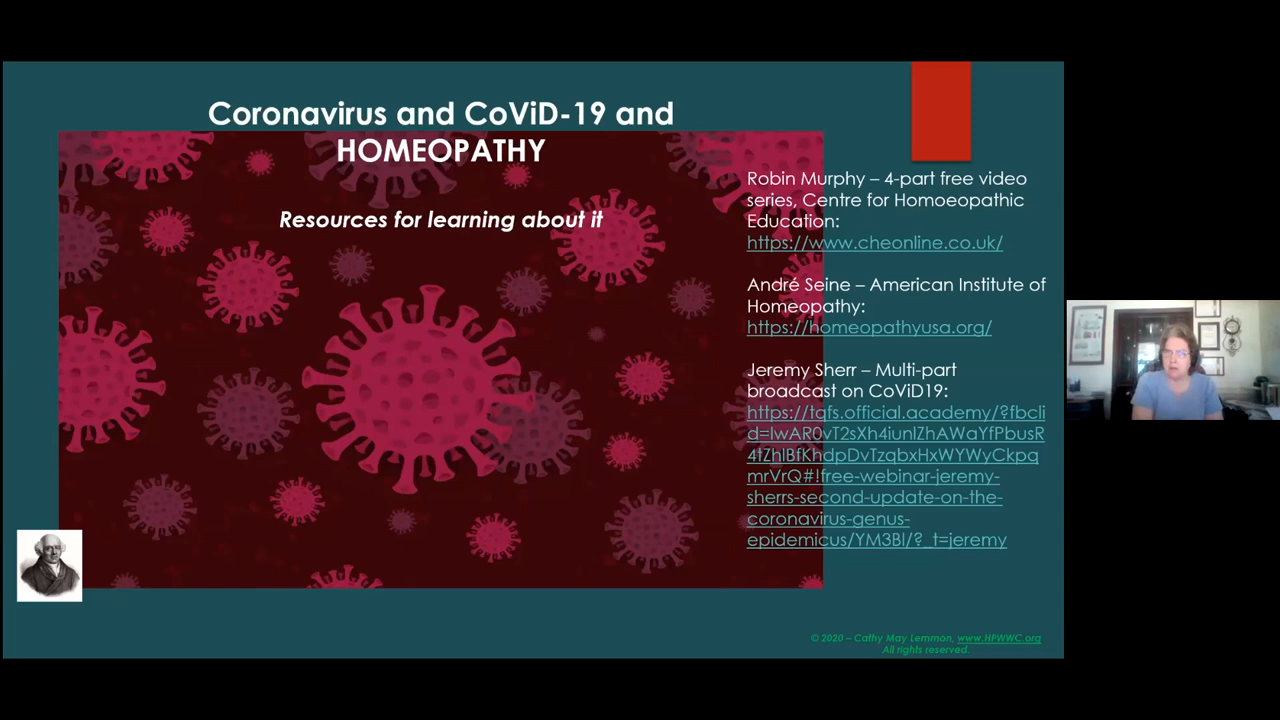 Coronavirus and CoViD-19 and
HOMEOPATHY
Resources for learning about it
Robin Murphy – 4-part free video
series, Centre for Homoeopathic
Education:
https://www.cheonline.co.uk/
André Seine – American Institute of
Homeopathy:
https://homeopathyusa.org/
Jeremy Sherr – Multi-part
broadcast on CoViD19:
https://tqfs.official.academy/?fbcli
d=IwAR0vT2sXh4iunlZhAWaYfPbusR
4tZhIBfKhdpDvTzqbxHxWYWyCkpq
mrVrQ#!free-webinar-jeremy-
sherrs-second-update-on-the-
coronavirus-genus-
epidemicus/YM3BI/?_t=jeremy
© 2020 – Cathy May Lemmon, www.HPWWC.org
All rights reserved.